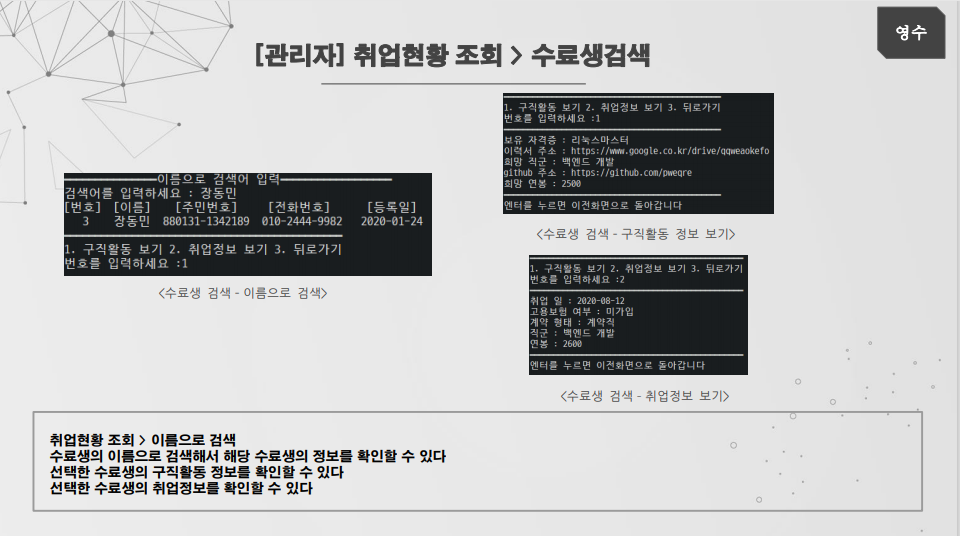 영수
[관리자] 취업현황 조회 > 수료생검색
이름으로 검색어 입력
검색어를 입력하세요 : 장동민
[번호] [이름] [주민번호] [전화번호] [등록일]
3 장동민 880131-1342189 010-2444-9982 2020-01-24
1. 구직활동 보기 2. 취업정보 보기 3. 뒤로가기
번호를 입력하세요 :1
<수료생 검색 - 이름으로 검색>
1. 구직활동 보기 2. 취업정보 보기 3. 뒤로가기
번호를 입력하세요 :1
보유 자격증 : 리눅스마스터
이력서 주소 : https://www.google.co.kr/drive/qqweaokefo
희망 직군 : 백엔드 개발
github 주소 : https://github.com/pweqre
희망 연봉 : 2500
엔터를 누르면 이전화면으로 돌아갑니다
<수료생 검색 - 구직활동 정보 보기>
1. 구직활동 보기 2. 취업정보 보기 3. 뒤로가기
번호를 입력하세요 :2
취업 일 : 2020-08-12
고용보험 여부 : 미가입
계약 형태 : 계약직
직군 : 백엔드 개발
연봉 : 2600
엔터를 누르면 이전화면으로 돌아갑니다
<수료생 검색 - 취업정보 보기>
취업현황 조회 > 이름으로 검색
수료생의 이름으로 검색해서 해당 수료생의 정보를 확인할 수 있다
선택한 수료생의 구직활동 정보를 확인할 수 있다
선택한 수료생의 취업정보를 확인할 수 있다